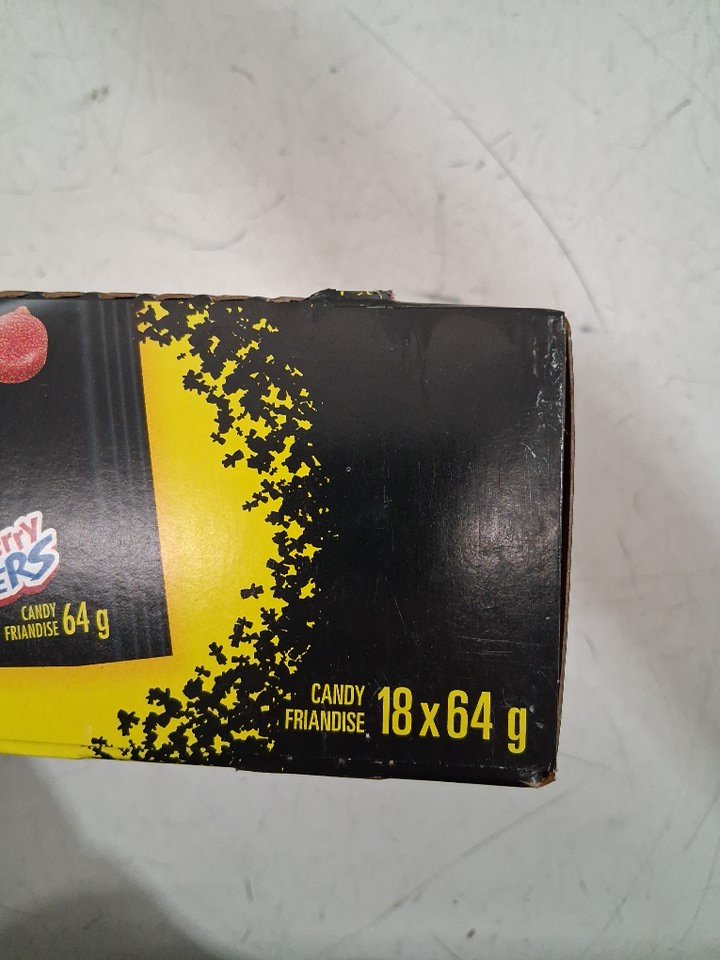 rry
ERS
CANDY
FRIANDISE 64 g
CANDY
FRIANDISE 18 x 64 g